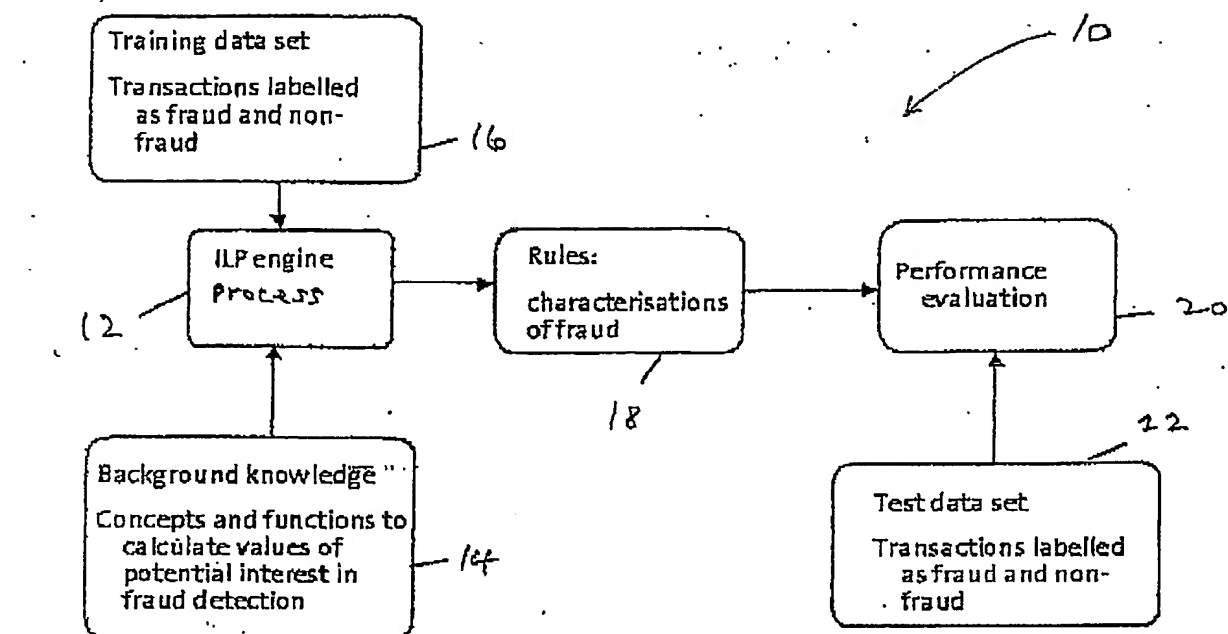 Training data set
Transactions labelled
as fraud and non-
fraud
10
16
ILP engine
Process
12
Rules:
characterisations
of fraud
18
Performance
evaluation
20
Background knowledge
Concepts and functions to
calculate values of
potential interest in
fraud detection
14
22
Test data set
Transactions labelled
as fraud and non-
fraud